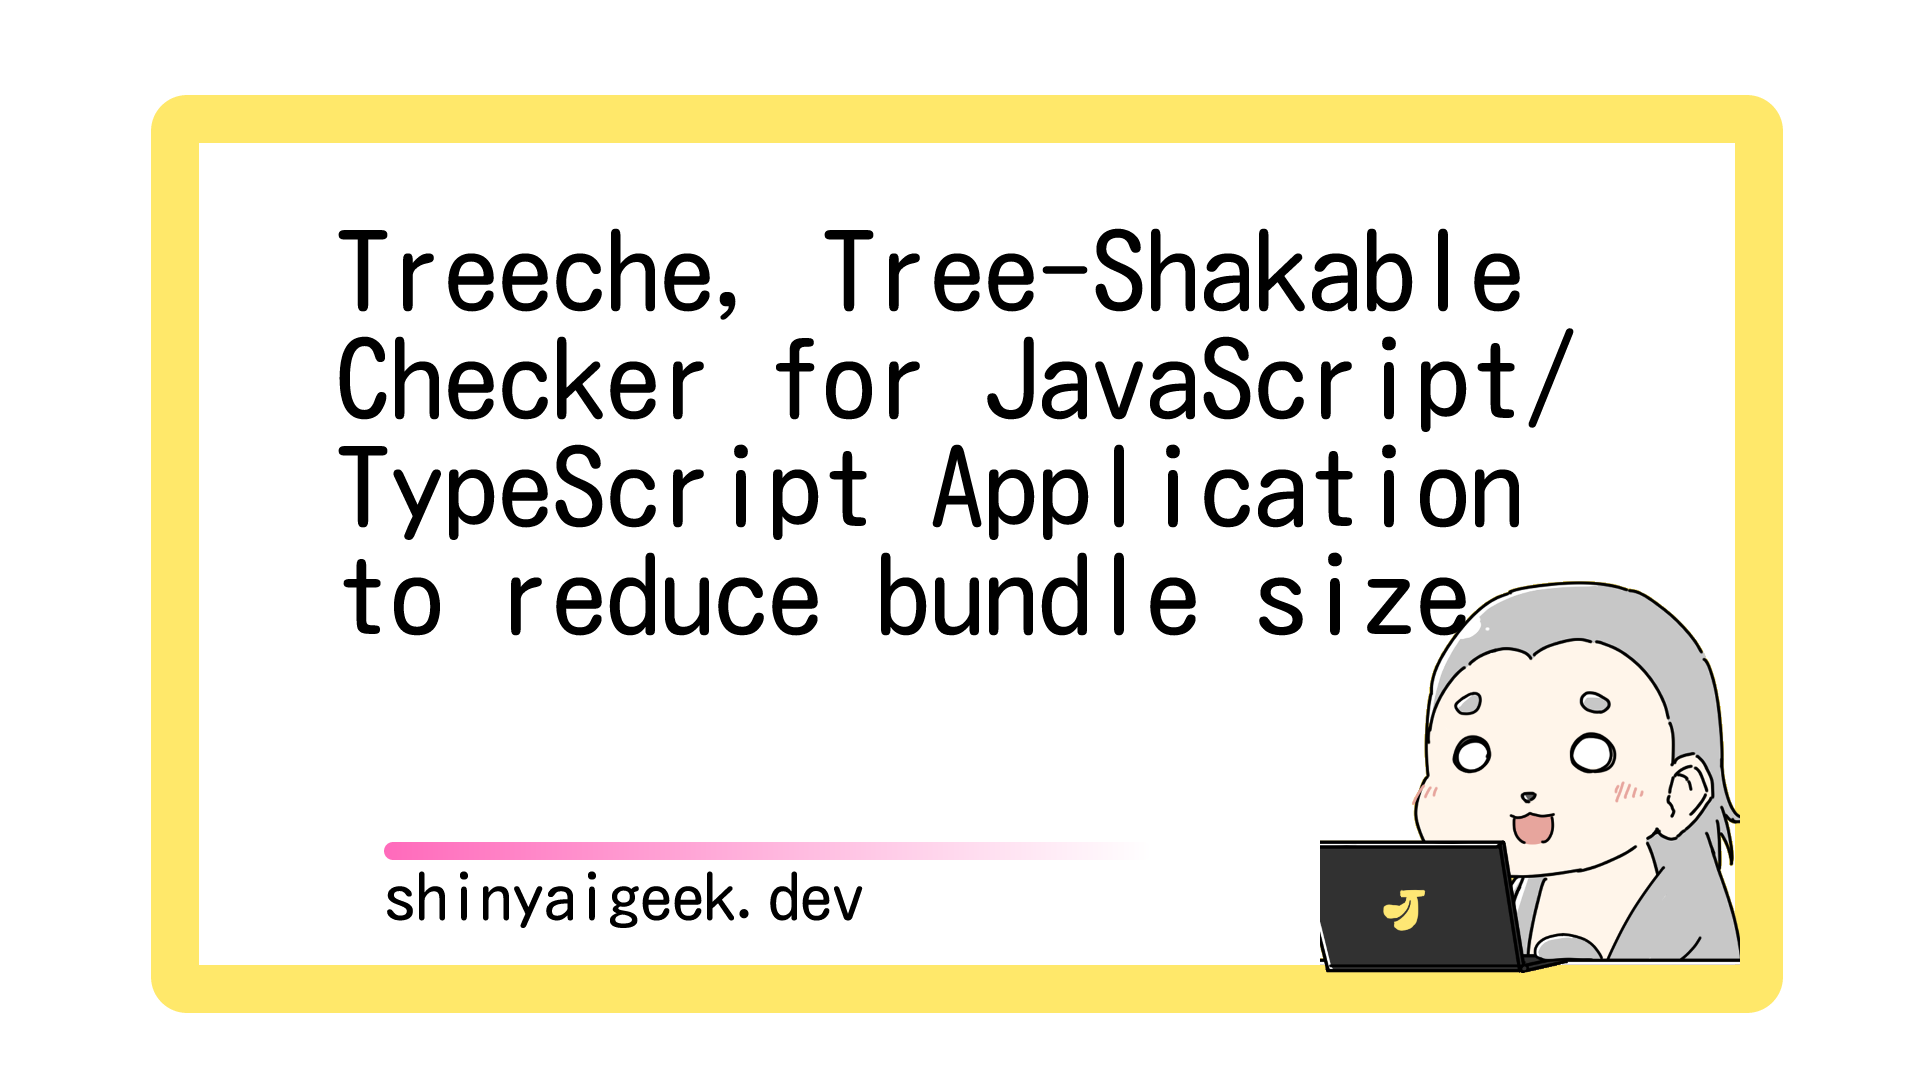 Treeche, Tree-Shakable
Checker for JavaScript/
TypeScript Application
to reduce bundle size
shinyaigeek.dev